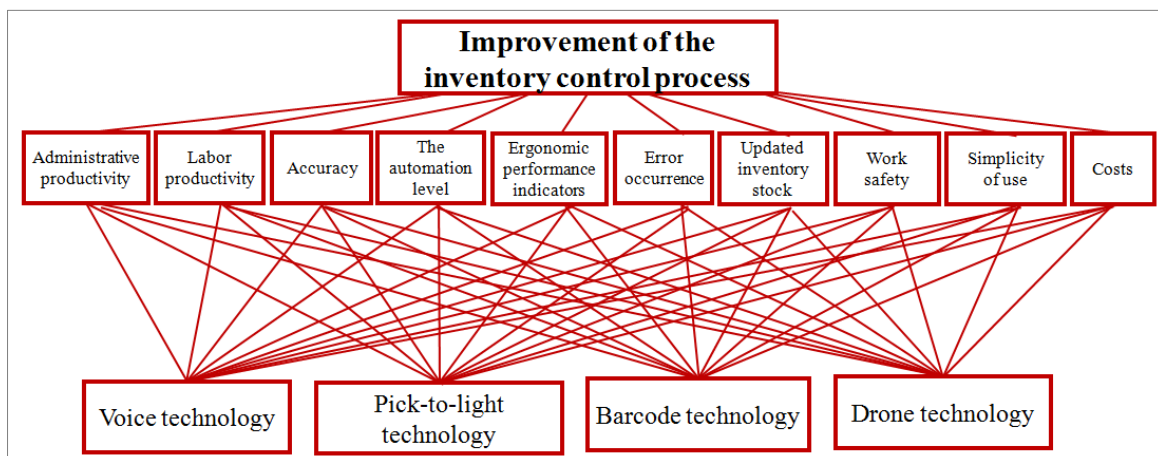 Improvement of the
inventory control process
Administrative
productivity
Labor
productivity
Accuracy
The
automation
level
Ergonomic
performance
indicators
Error
occurrence
Updated
inventory
stock
Work
safety
Simplicity
of use
Costs
Voice technology
Pick-to-light
technology
Barcode technology
Drone technology